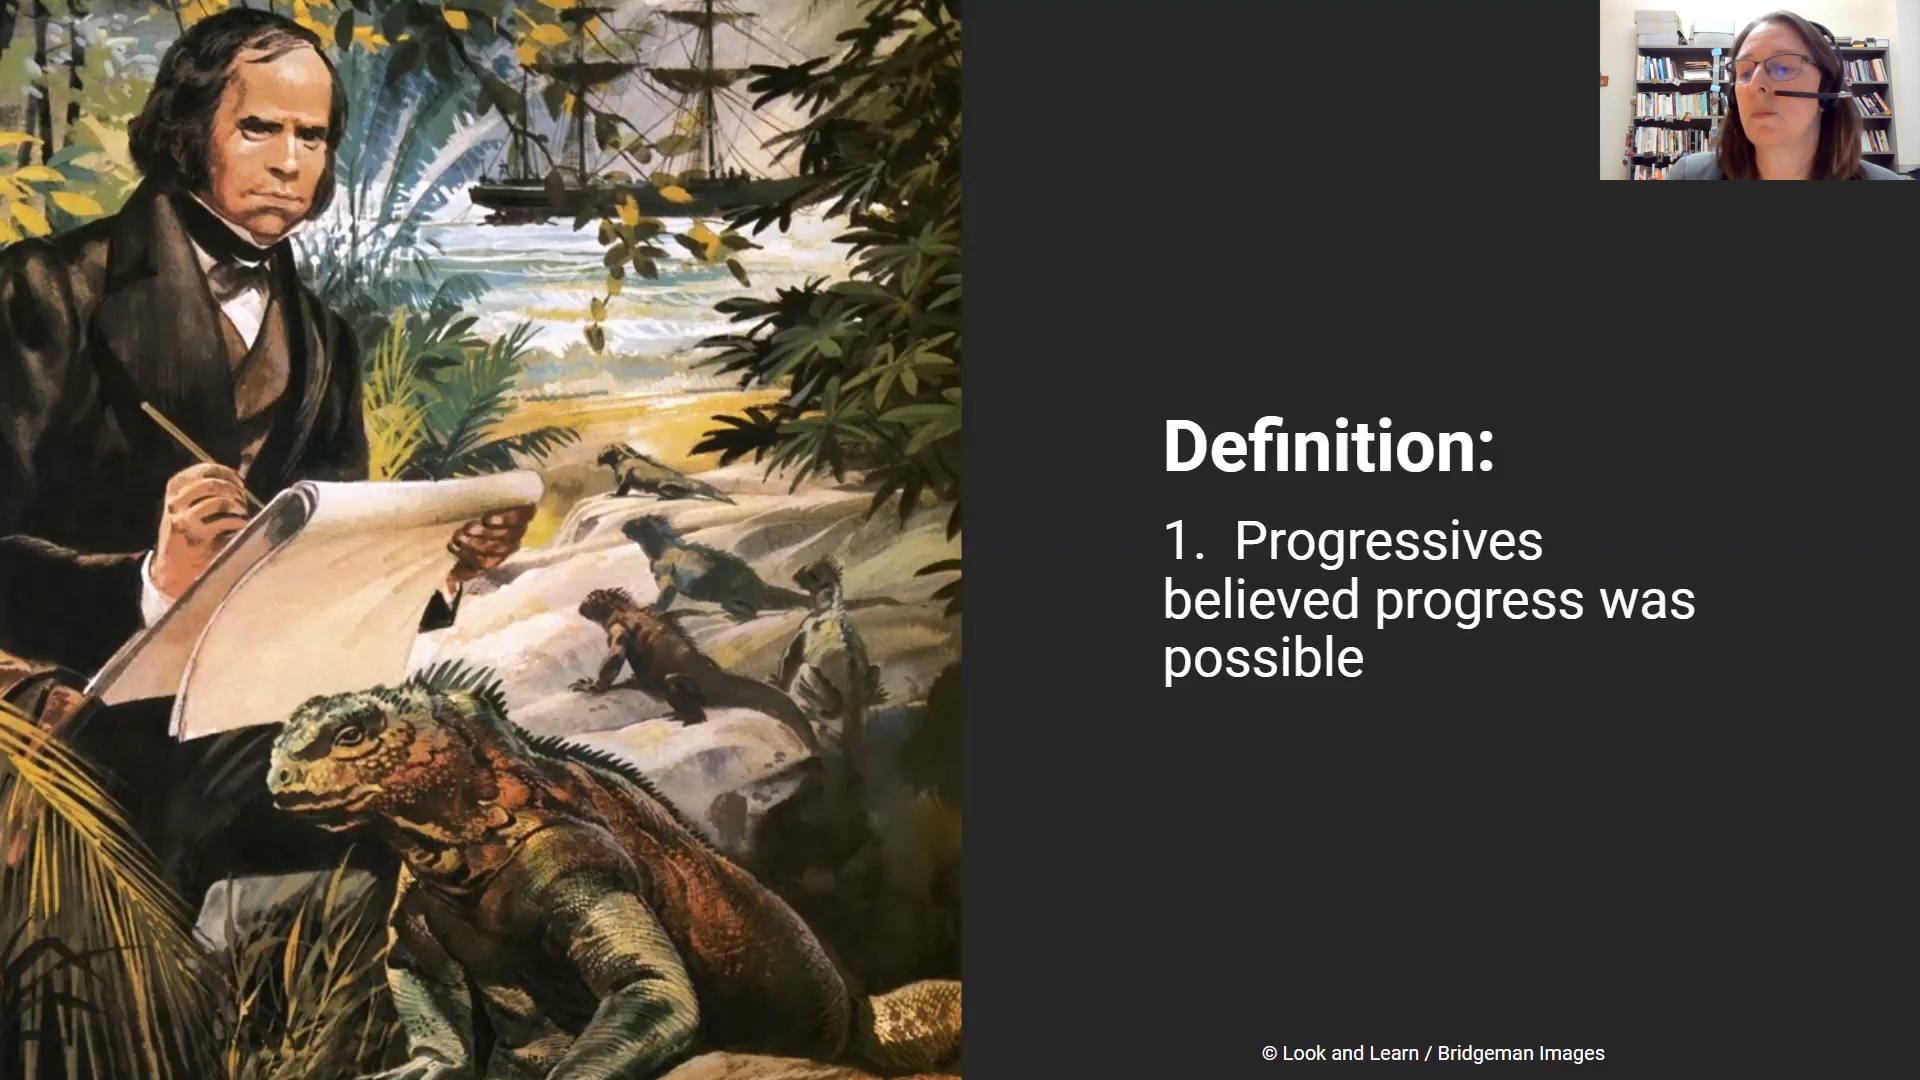 Definition:
1. Progressives
believed progress was
possible
© Look and Learn / Bridgeman Images